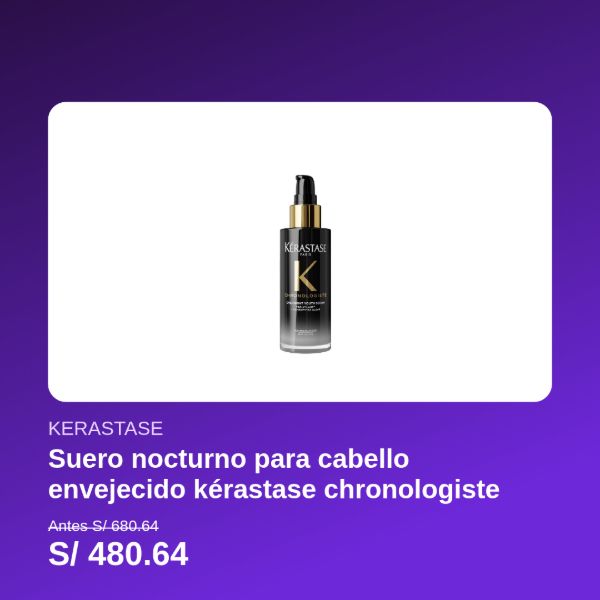 KÉRASTASE
PARIS
K
CHRONOLOGISTE
KERASTASE
Suero nocturno para cabello
envejecido kérastase chronologiste
Antes S/ 680.64
S/ 480.64